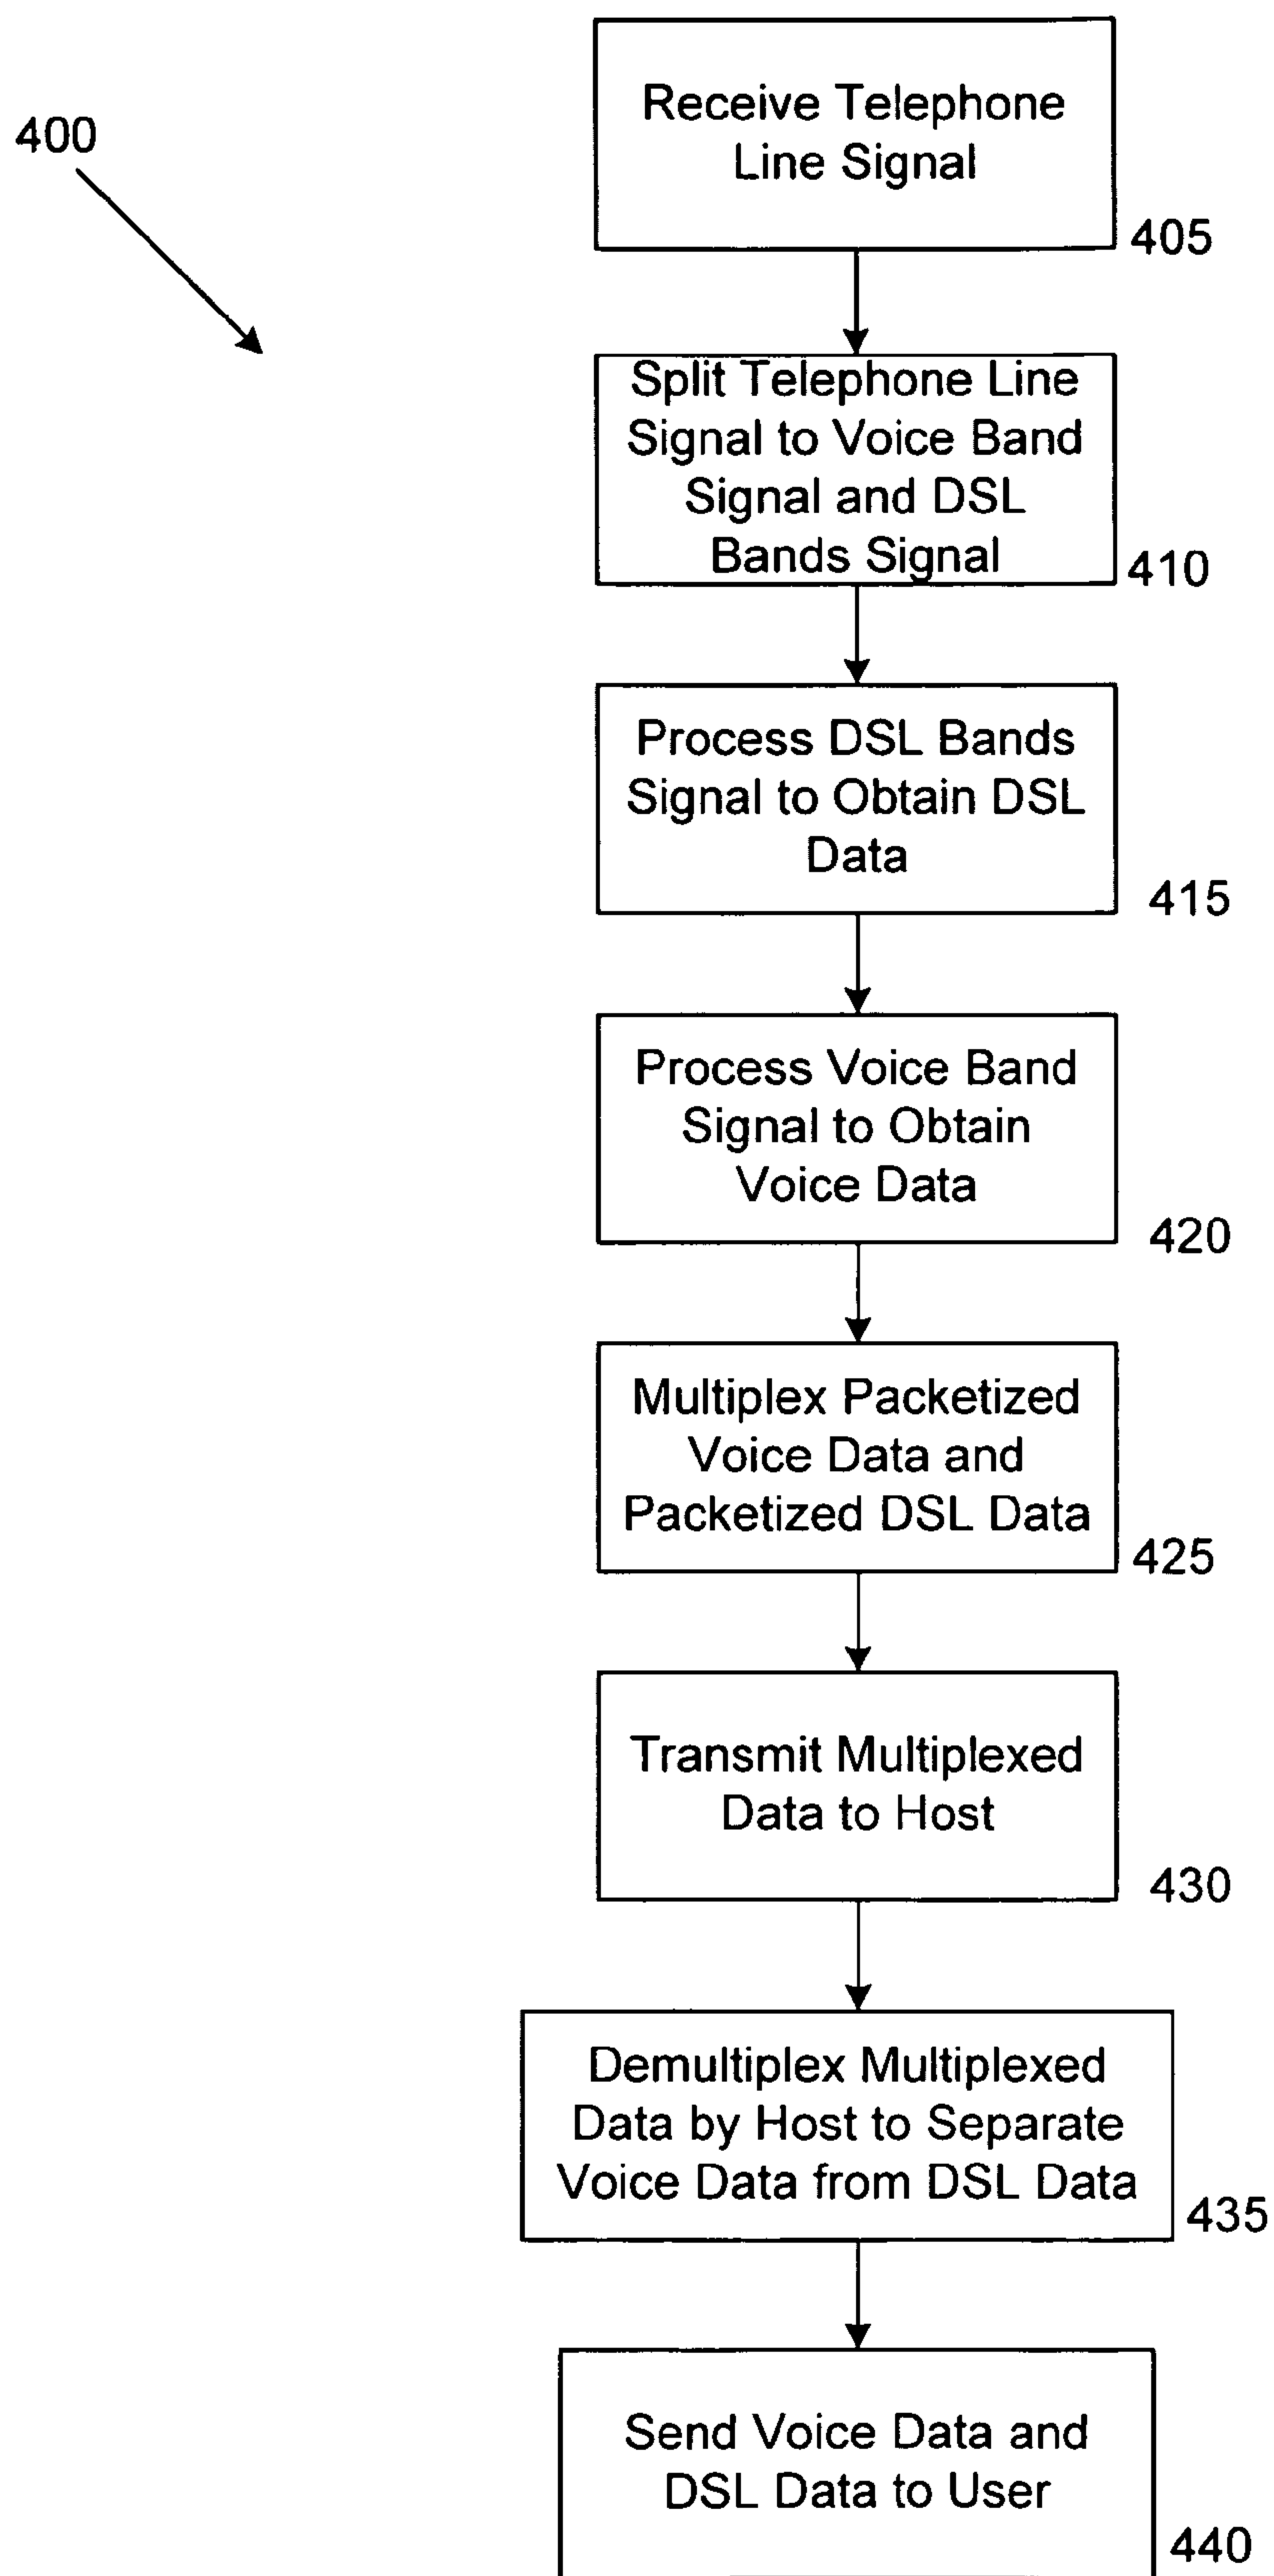 400
Receive Telephone
Line Signal
405
Split Telephone Line
Signal to Voice Band
Signal and DSL
Bands Signal
410
Process DSL Bands
Signal to Obtain DSL
Data
415
Process Voice Band
Signal to Obtain
Voice Data
420
Multiplex Packetized
Voice Data and
Packetized DSL Data
425
Transmit Multiplexed
Data to Host
430
Demultiplex Multiplexed
Data by Host to Separate
Voice Data from DSL Data
435
Send Voice Data and
DSL Data to User
440